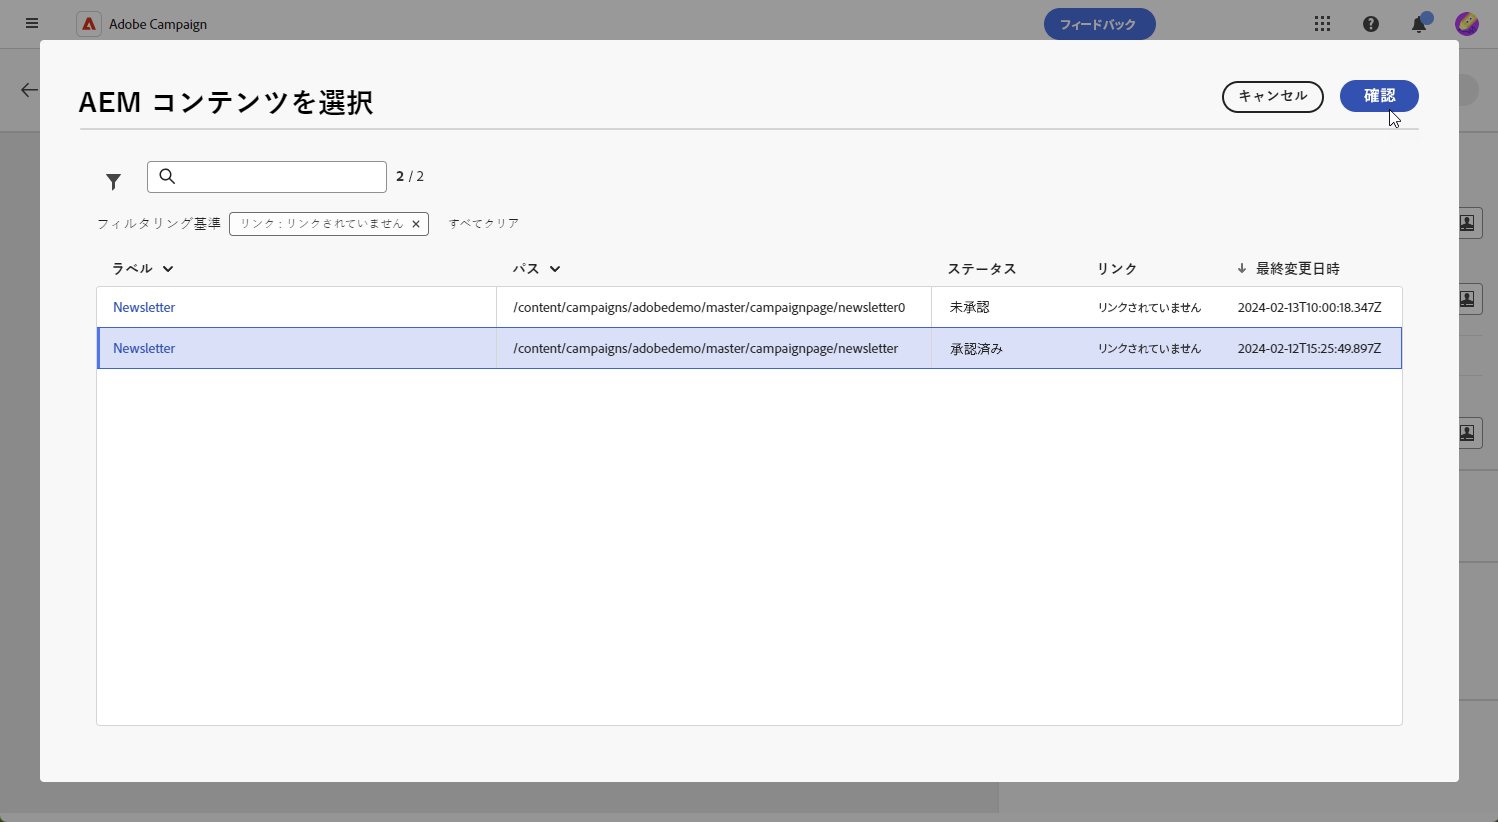 Adobe Campaign
フィードバック
AEM コンテンツを選択
キャンセル
確認
2 / 2
フィルタリング基準
リンク : リンクされていません ×
すべてクリア
ラベル パス ステータス リンク 最終変更日時
Newsletter /content/campaigns/adobedemo/master/campaignpage/newsletter0 未承認 リンクされていません 2024-02-13T10:00:18.347Z
Newsletter /content/campaigns/adobedemo/master/campaignpage/newsletter 承認済み リンクされていません 2024-02-12T15:25:49.897Z